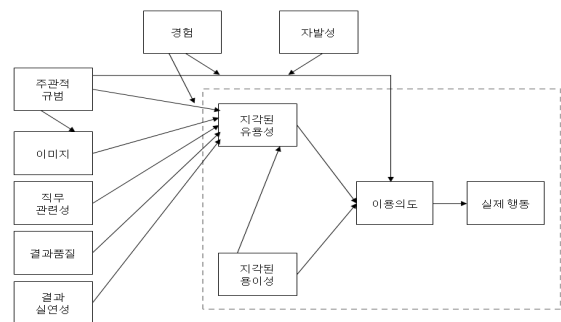 경험
자발성
주관적
규범
지각된
유용성
이미지
직무
관련성
이용의도
실제 행동
결과품질
지각된
용이성
결과
실연성